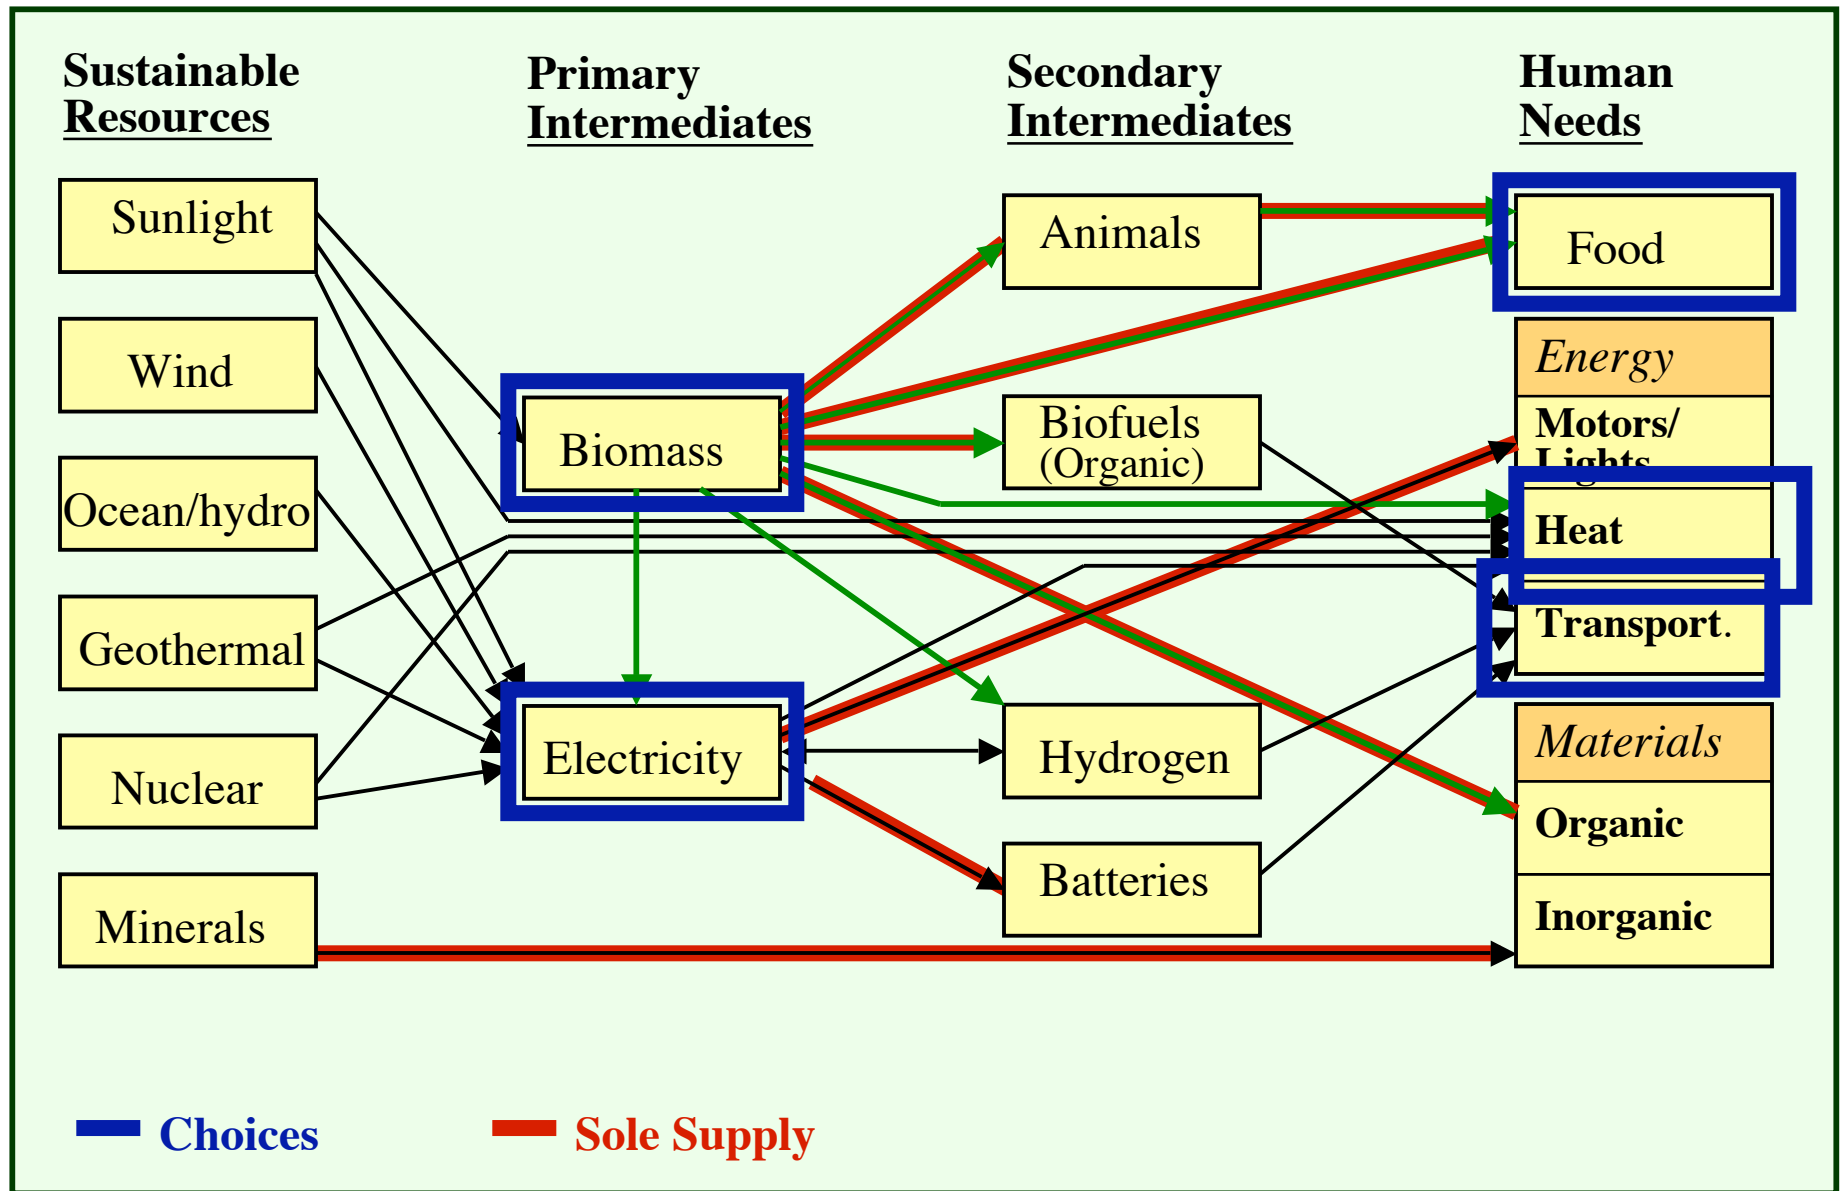 Sustainable
Resources
Primary
Intermediates
Secondary
Intermediates
Human
Needs
Sunlight
Wind
Ocean/hydro
Geothermal
Nuclear
Minerals
Biomass
Electricity
Animals
Biofuels
(Organic)
Hydrogen
Batteries
Food
Energy
Motors/
Lights
Heat
Transport.
Materials
Organic
Inorganic
Choices
Sole Supply